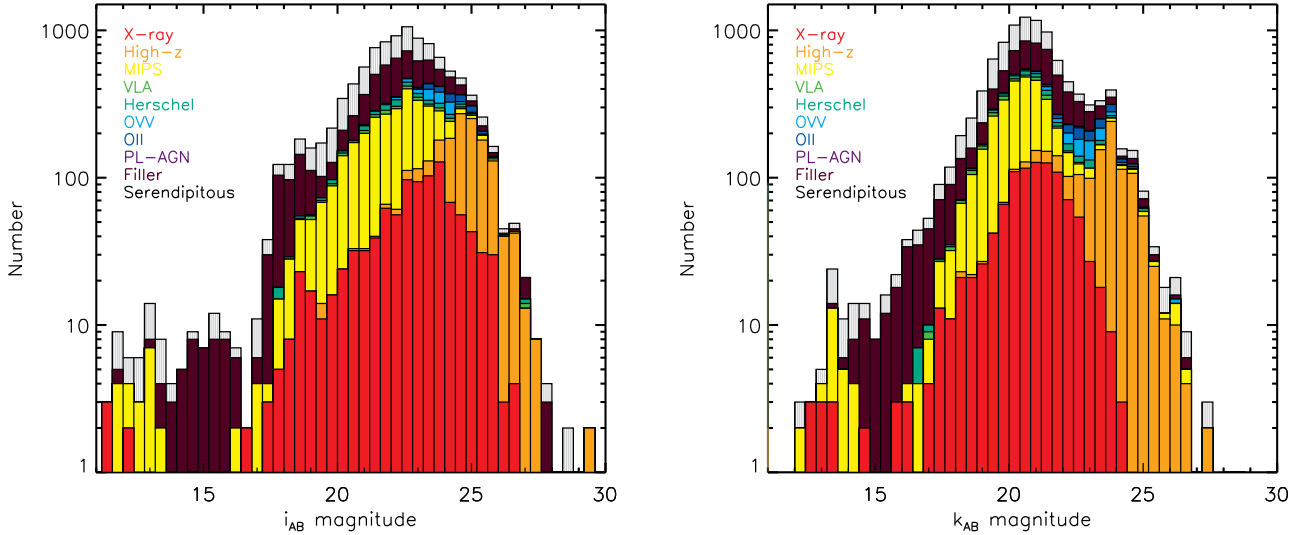 1000
100
10
1
Number
X-ray
High-z
MIPS
VLA
Herschel
OVV
OII
PL-AGN
Filler
Serendipitous
15 20 25 30
i_AB magnitude
1000
100
10
1
Number
X-ray
High-z
MIPS
VLA
Herschel
OVV
OII
PL-AGN
Filler
Serendipitous
15 20 25 30
k_AB magnitude